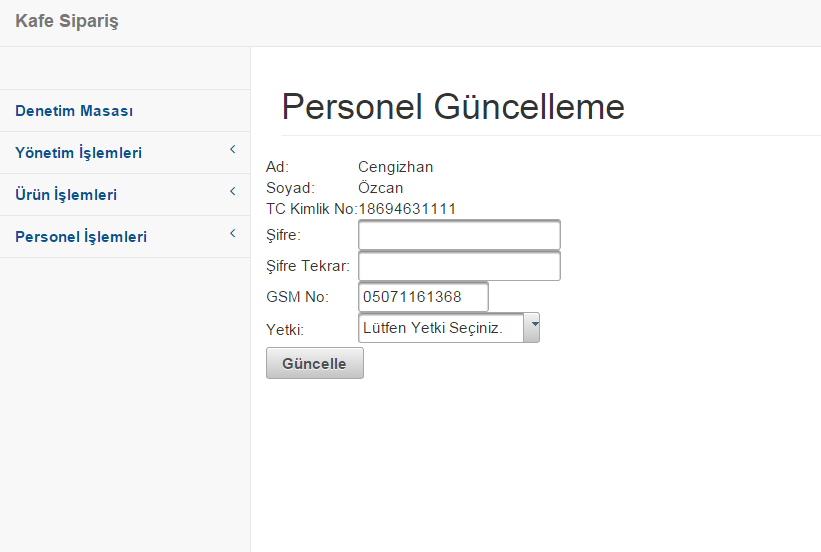 Kafe Sipariş
Denetim Masası
Yönetim İşlemleri
Ürün İşlemleri
Personel İşlemleri
Personel Güncelleme
Ad: Cengizhan
Soyad: Özcan
TC Kimlik No:18694631111
Şifre:
Şifre Tekrar:
GSM No: 05071161368
Yetki: Lütfen Yetki Seçiniz.
Güncelle